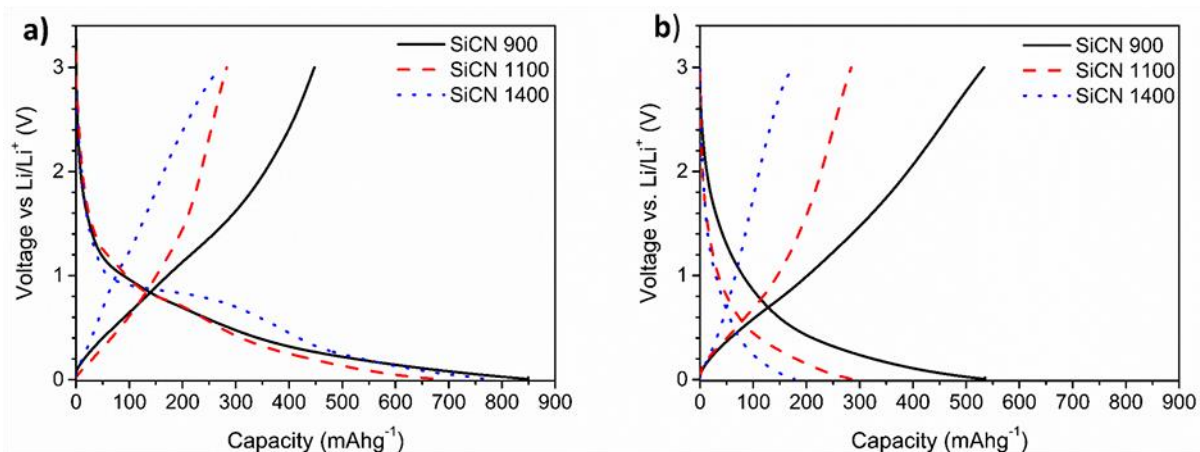 a)
SiCN 900
SiCN 1100
SiCN 1400
3
2
1
0
Voltage vs Li/Li⁺ (V)
0 100 200 300 400 500 600 700 800 900
Capacity (mAhg⁻¹)
b)
SiCN 900
SiCN 1100
SiCN 1400
3
2
1
0
Voltage vs. Li/Li⁺ (V)
0 100 200 300 400 500 600 700 800 900
Capacity (mAhg⁻¹)